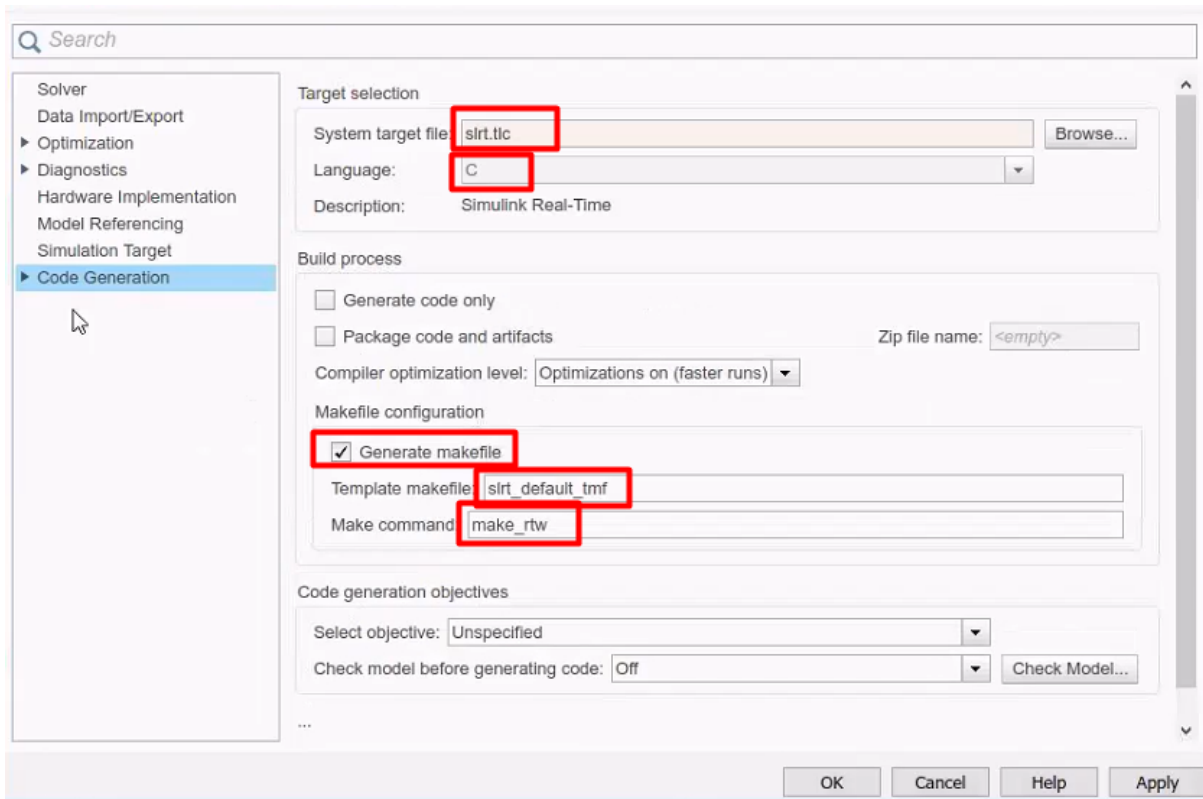 Search
Solver
Data Import/Export
Optimization
Diagnostics
Hardware Implementation
Model Referencing
Simulation Target
Code Generation
Target selection
System target file: slrt.tlc Browse...
Language: C
Description: Simulink Real-Time
Build process
Generate code only
Package code and artifacts Zip file name: <empty>
Compiler optimization level: Optimizations on (faster runs)
Makefile configuration
Generate makefile
Template makefile: slrt_default_tmf
Make command: make_rtw
Code generation objectives
Select objective: Unspecified
Check model before generating code: Off Check Model...
...
OK Cancel Help Apply